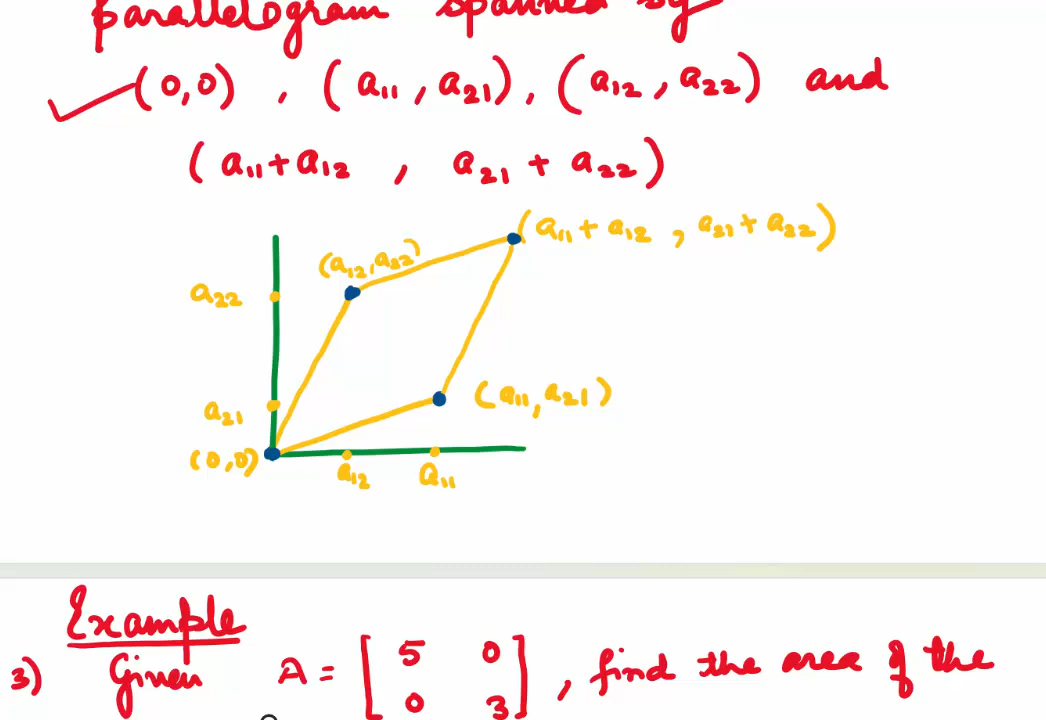 parallelogram spanned by
(0,0) , (a₁₁ , a₂₁), (a₁₂ , a₂₂) and
(a₁₁+a₁₂ , a₂₁ + a₂₂)
(a₁₁ + a₁₂ , a₂₁ + a₂₂)
(a₁₂, a₂₂)
a₂₂
(a₁₁, a₂₁)
a₂₁
(0,0)
a₁₂ a₁₁
Example
3) Given A = [ 5 0
0 3 ] , find the area of the